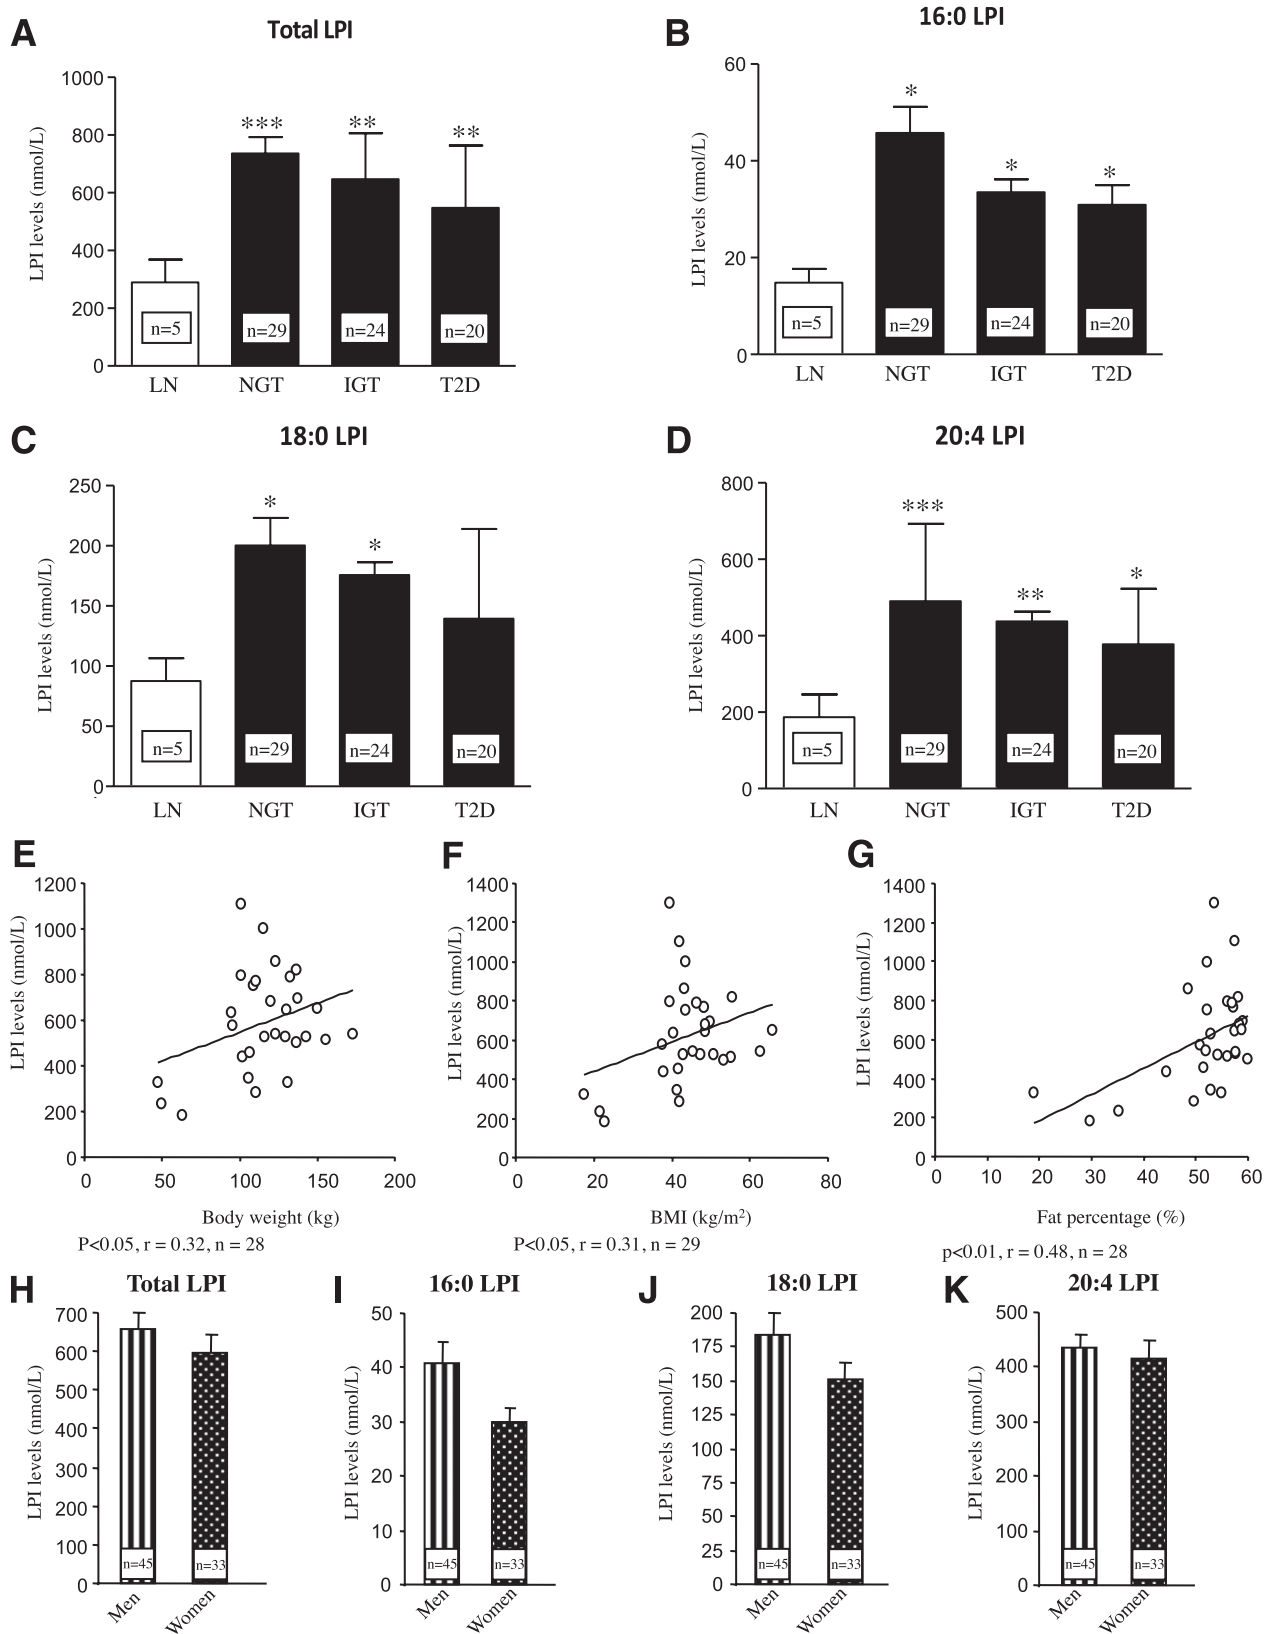 A
Total LPI
LPI levels (nmol/L)
1000
800
600
400
200
0
***
**
**
n=5
n=29
n=24
n=20
LN
NGT
IGT
T2D
B
16:0 LPI
LPI levels (nmol/L)
60
40
20
0
*
*
*
n=5
n=29
n=24
n=20
LN
NGT
IGT
T2D
C
18:0 LPI
LPI levels (nmol/L)
250
200
150
100
50
0
*
*
n=5
n=29
n=24
n=20
LN
NGT
IGT
T2D
D
20:4 LPI
LPI levels (nmol/L)
800
600
400
200
0
***
**
*
n=5
n=29
n=24
n=20
LN
NGT
IGT
T2D
E
LPI levels (nmol/L)
1200
1000
800
600
400
200
0
0
50
100
150
200
Body weight (kg)
P<0.05, r = 0.32, n = 28
F
LPI levels (nmol/L)
1400
1200
1000
800
600
400
200
0
0
20
40
60
80
BMI (kg/m²)
P<0.05, r = 0.31, n = 29
G
LPI levels (nmol/L)
1400
1200
1000
800
600
400
200
0
0
10
20
30
40
50
60
Fat percentage (%)
p<0.01, r = 0.48, n = 28
H
Total LPI
LPI levels (nmol/L)
700
600
500
400
300
200
100
0
n=45
n=33
Men
Women
I
16:0 LPI
LPI levels (nmol/L)
50
40
30
20
10
0
n=45
n=33
Men
Women
J
18:0 LPI
LPI levels (nmol/L)
200
175
150
125
100
75
50
25
0
n=45
n=33
Men
Women
K
20:4 LPI
LPI levels (nmol/L)
500
400
300
200
100
0
n=45
n=33
Men
Women